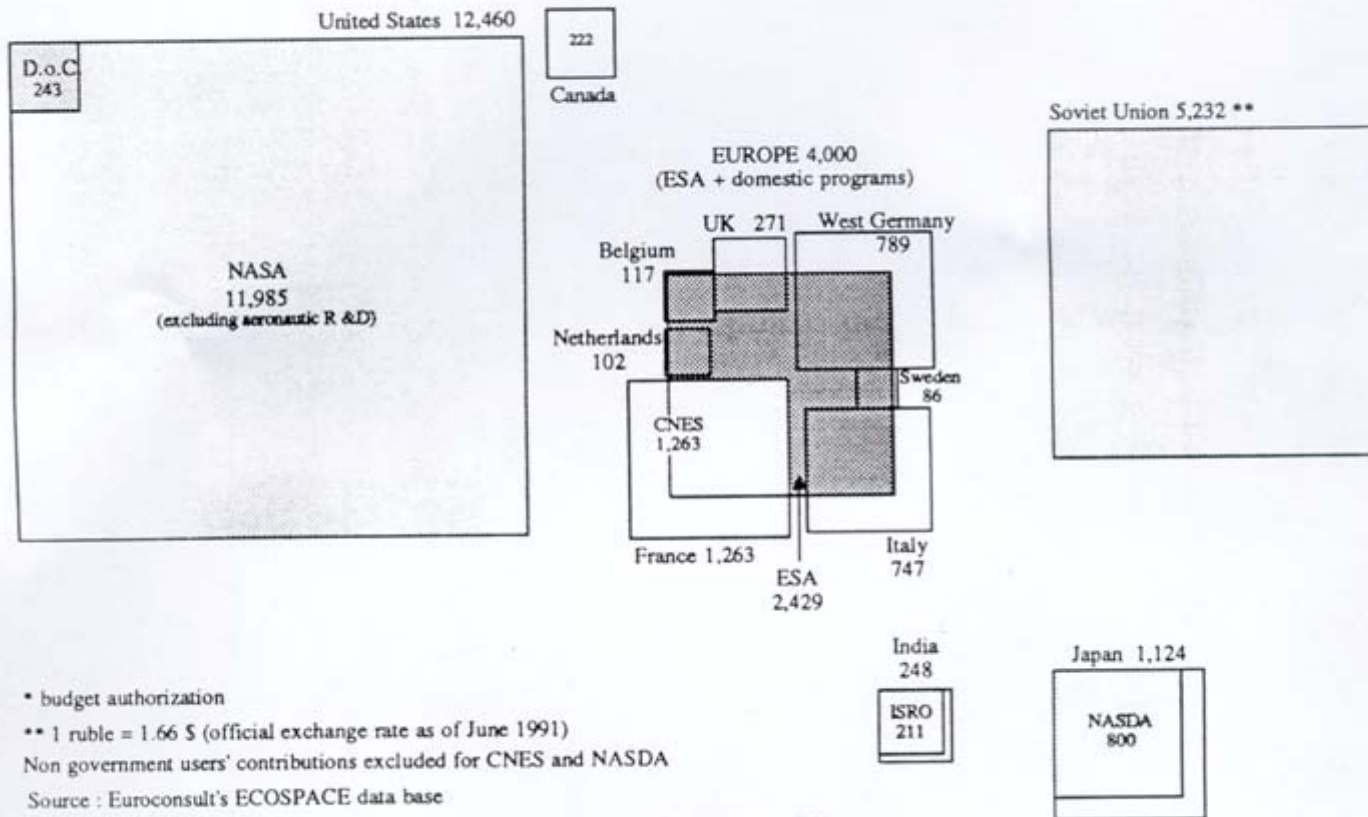 United States 12,460
D.o.C.
243
NASA
11,985
(excluding aeronautic R &D)
222
Canada
Soviet Union 5,232 **
EUROPE 4,000
(ESA + domestic programs)
UK 271
West Germany
789
Belgium
117
Netherlands
102
Sweden
86
CNES
1,263
France 1,263
ESA
2,429
Italy
747
India
248
ISRO
211
Japan 1,124
NASDA
800
* budget authorization
** 1 ruble = 1.66 $ (official exchange rate as of June 1991)
Non government users' contributions excluded for CNES and NASDA
Source : Euroconsult's ECOSPACE data base